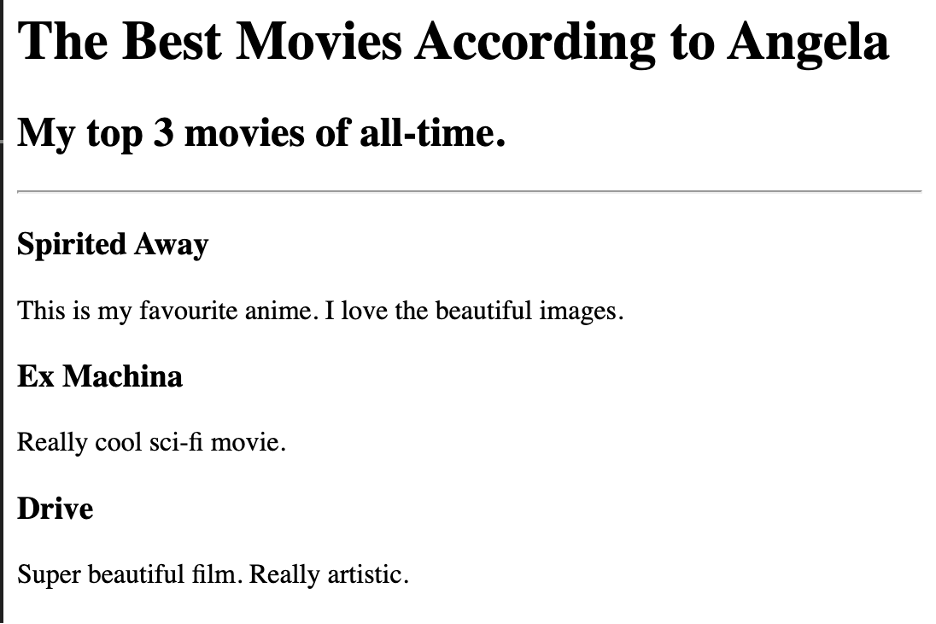 The Best Movies According to Angela
My top 3 movies of all-time.
Spirited Away
This is my favourite anime. I love the beautiful images.
Ex Machina
Really cool sci-fi movie.
Drive
Super beautiful film. Really artistic.